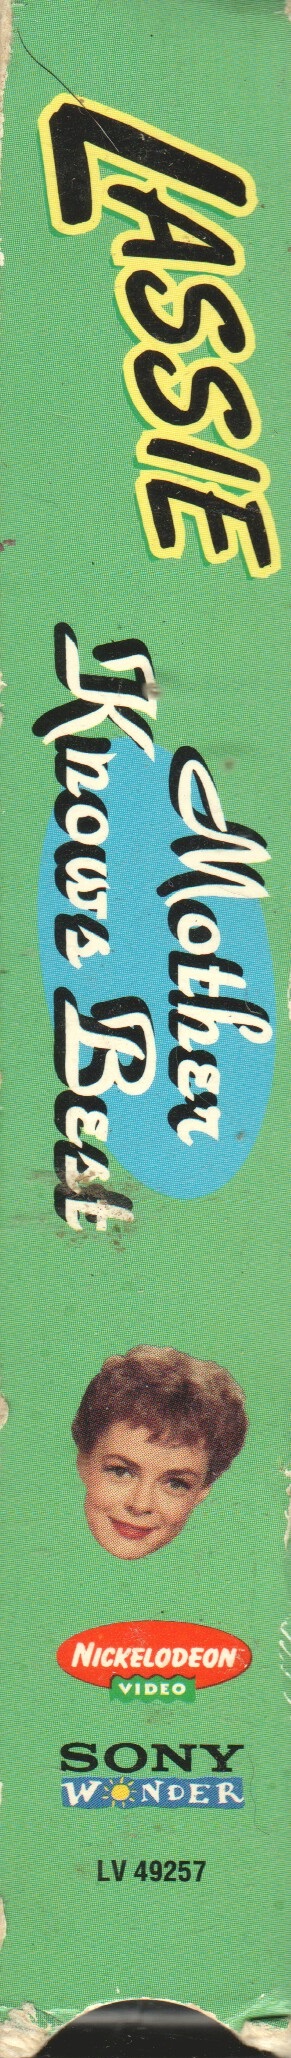 LASSIE
Mother
Knows Best
NICKELODEON
VIDEO
SONY
WONDER
LV 49257